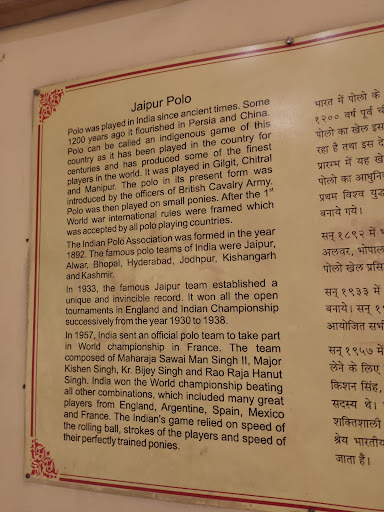 Jaipur Polo
Polo was played in India since ancient times. Some
1200 years ago it flourished in Persia and China.
Polo can be called an indigenous game of this
country as it has been played in the country for
centuries and has produced some of the finest
players in the world. It was played in Gilgit, Chitral
and Manipur. The polo in its present form was
introduced by the officers of British Cavalry Army.
Polo was then played on small ponies. After the 1st
World war international rules were framed which
was accepted by all polo playing countries.
The Indian Polo Association was formed in the year
1892. The famous polo teams of India were Jaipur,
Alwar, Bhopal, Hyderabad, Jodhpur, Kishangarh
and Kashmir.
In 1933, the famous Jaipur team established a
unique and invincible record. It won all the open
tournaments in England and Indian Championship
successively from the year 1930 to 1938.
In 1957, India sent an official polo team to take part
in World championship in France. The team
composed of Maharaja Sawai Man Singh II, Major
Kishen Singh, Kr. Bijey Singh and Rao Raja Hanut
Singh. India won the World championship beating
all other combinations, which included many great
players from England, Argentine, Spain, Mexico
and France. The Indian's game relied on speed of
the rolling ball, strokes of the players and speed of
their perfectly trained ponies.
भारत में पोलो के
१२०० वर्ष पूर्व ची
पोलो का खेल इस
रहा है तथा इस दे
प्रारम्भ में यह खे
पोलो का आधुनि
प्रथम विश्व युद्ध
बनाये गये।
सन् १८९२ में भ
अलवर, भोपाल
पोलो खेल प्रसि
सन् १९३३ में
बनाये। सन् १९
आयोजित सभी
सन् १९५७ में
लेने के लिए
किशन सिंह,
सदस्य थे।
शक्तिशाली
श्रेय भारतीय
जाता है।